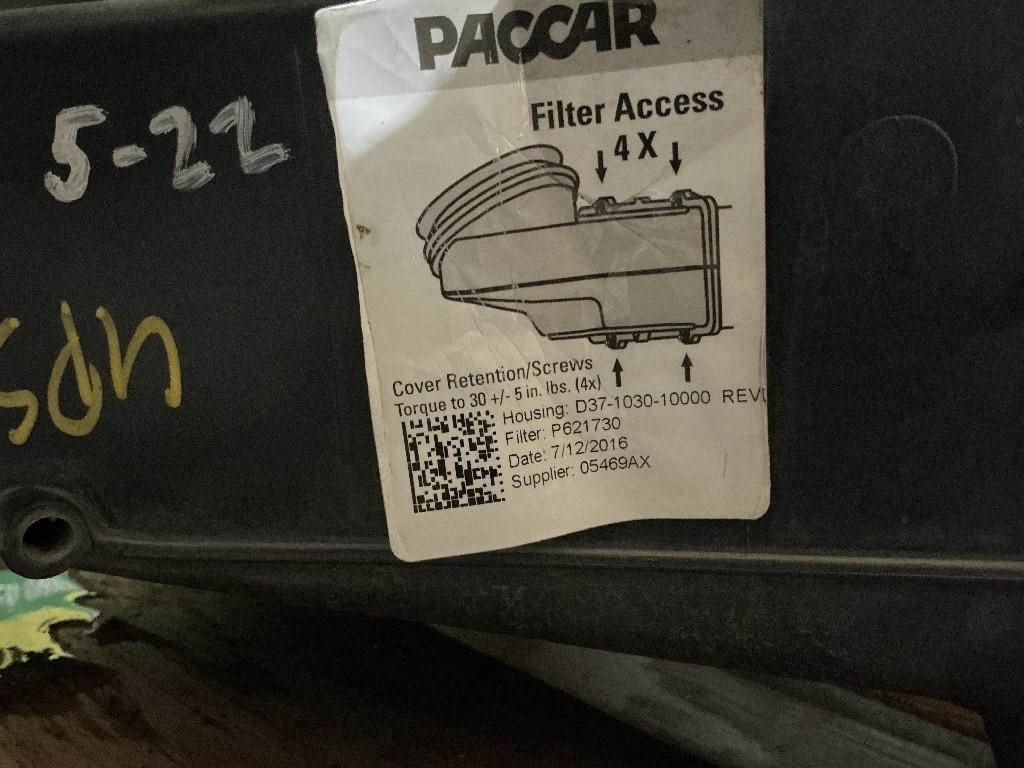 PACCAR
5-22
Filter Access
4 X
Cover Retention/Screws
Torque to 30 +/- 5 in. lbs. (4x)
Housing: D37-1030-10000 REV
Filter: P621730
Date: 7/12/2016
Supplier: 05469AX